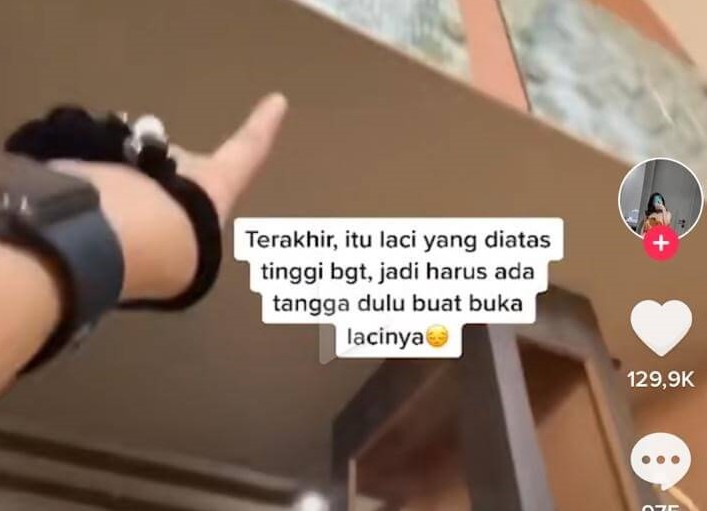 Terakhir, itu laci yang diatas
tinggi bgt, jadi harus ada
tangga dulu buat buka
lacinya😔
129,9K